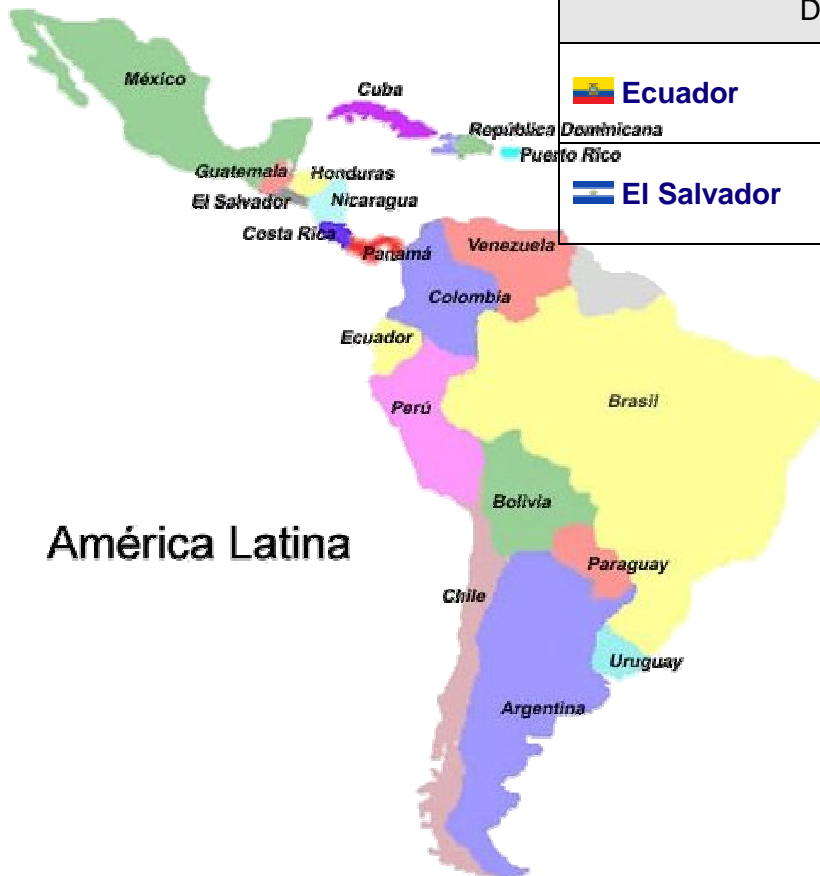 D
Ecuador
El Salvador
México
Cuba
República Dominicana
Puerto Rico
Guatemala
Honduras
El Salvador
Nicaragua
Costa Rica
Panamá
Venezuela
Colombia
Ecuador
Perú
Brasil
Bolivia
América Latina
Paraguay
Chile
Uruguay
Argentina